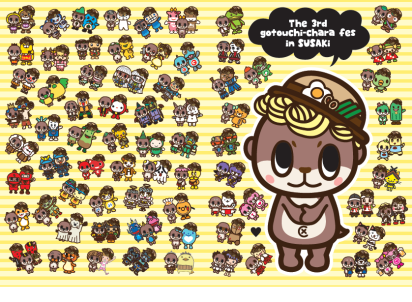 The 3rd
gotouchi-chara fes
in SUSAKI